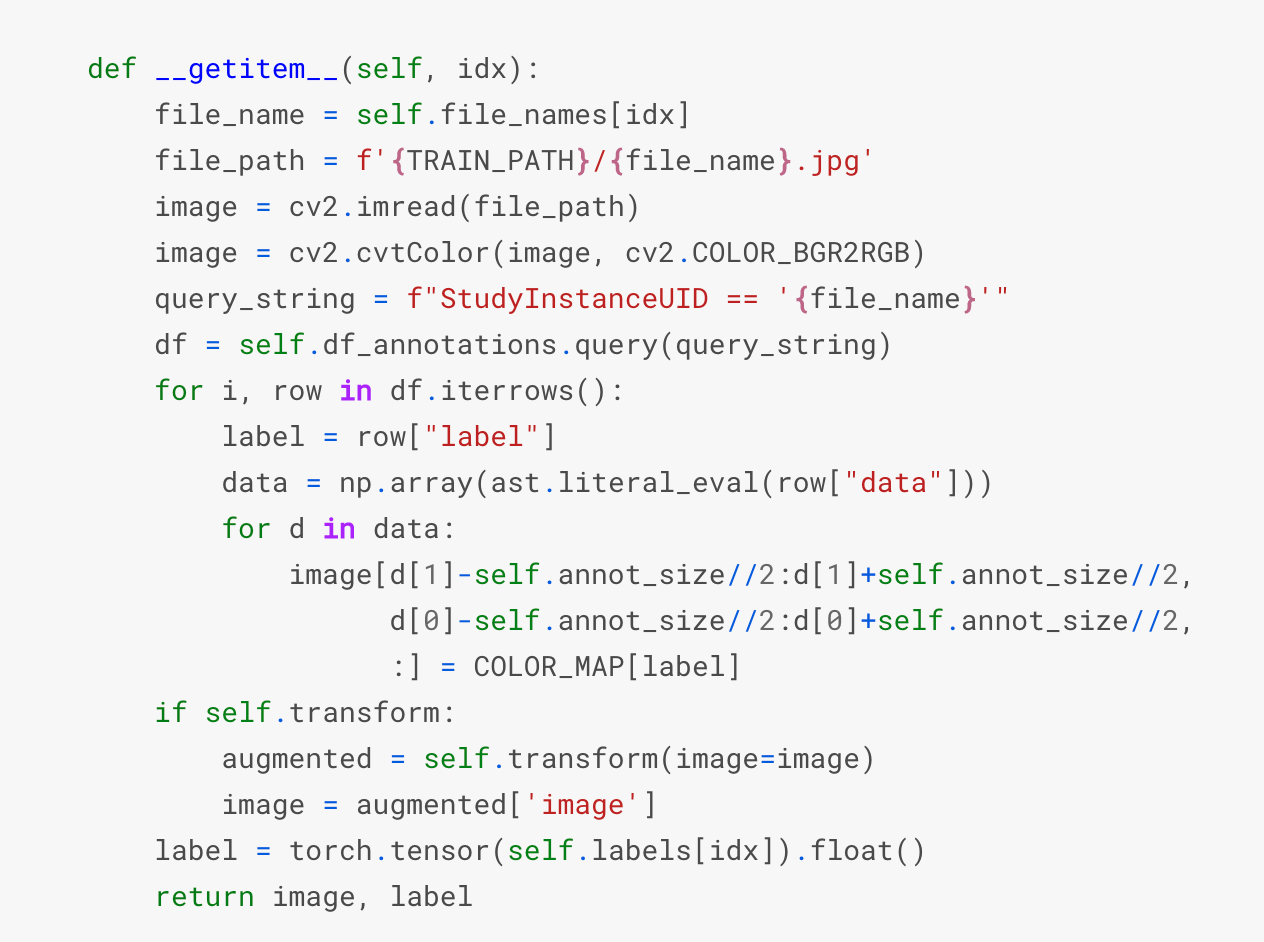 def __getitem__(self, idx):
    file_name = self.file_names[idx]
    file_path = f'{TRAIN_PATH}/{file_name}.jpg'
    image = cv2.imread(file_path)
    image = cv2.cvtColor(image, cv2.COLOR_BGR2RGB)
    query_string = f"StudyInstanceUID == '{file_name}'"
    df = self.df_annotations.query(query_string)
    for i, row in df.iterrows():
        label = row["label"]
        data = np.array(ast.literal_eval(row["data"]))
        for d in data:
            image[d[1]-self.annot_size//2:d[1]+self.annot_size//2,
                  d[0]-self.annot_size//2:d[0]+self.annot_size//2,
                  :] = COLOR_MAP[label]
    if self.transform:
        augmented = self.transform(image=image)
        image = augmented['image']
    label = torch.tensor(self.labels[idx]).float()
    return image, label